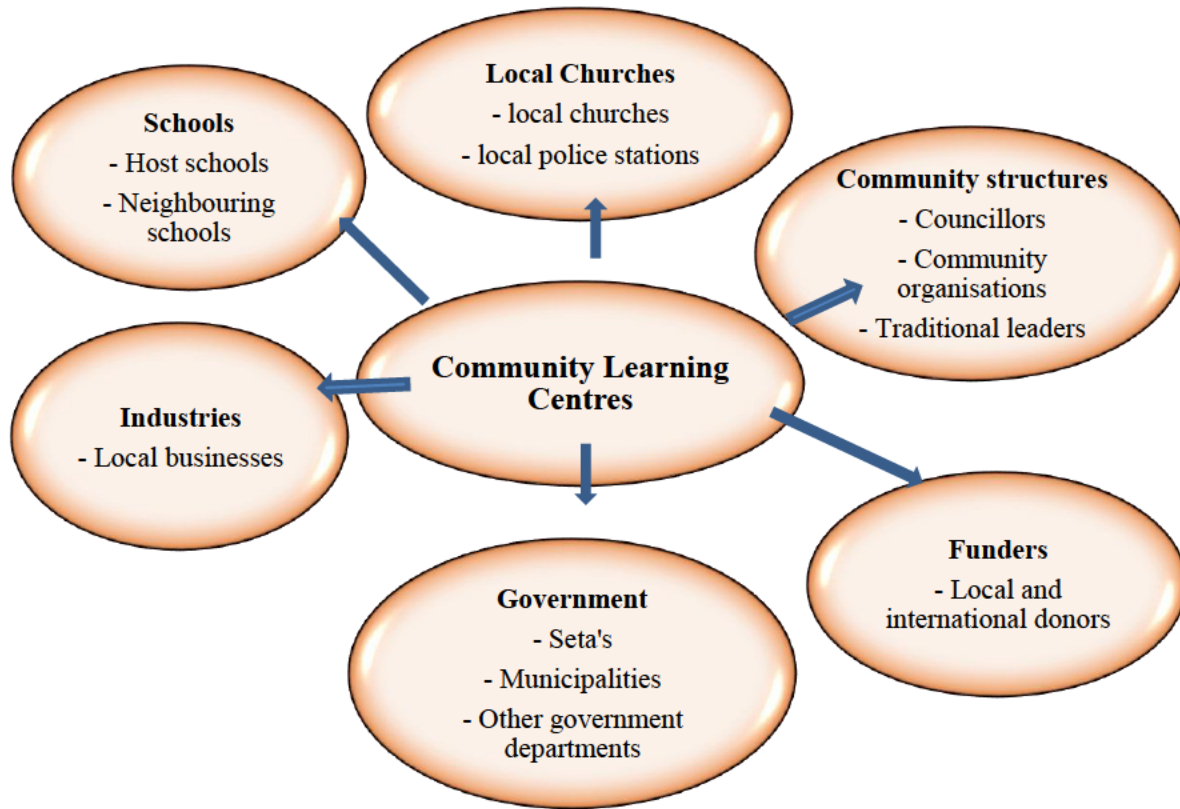 Local Churches
- local churches
- local police stations
Schools
- Host schools
- Neighbouring
schools
Community structures
- Councillors
- Community
organisations
- Traditional leaders
Community Learning
Centres
Industries
- Local businesses
Funders
- Local and
international donors
Government
- Seta's
- Municipalities
- Other government
departments